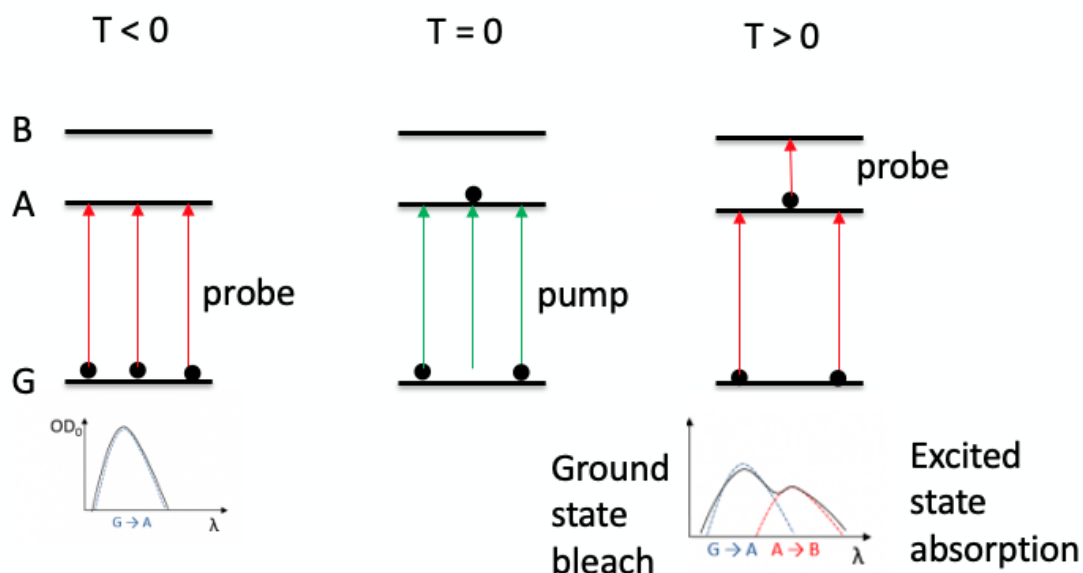 T < 0
T = 0
T > 0
B
A
probe
probe
pump
G
OD₀
G → A
λ
Ground
state
bleach
G → A
A → B
λ
Excited
state
absorption